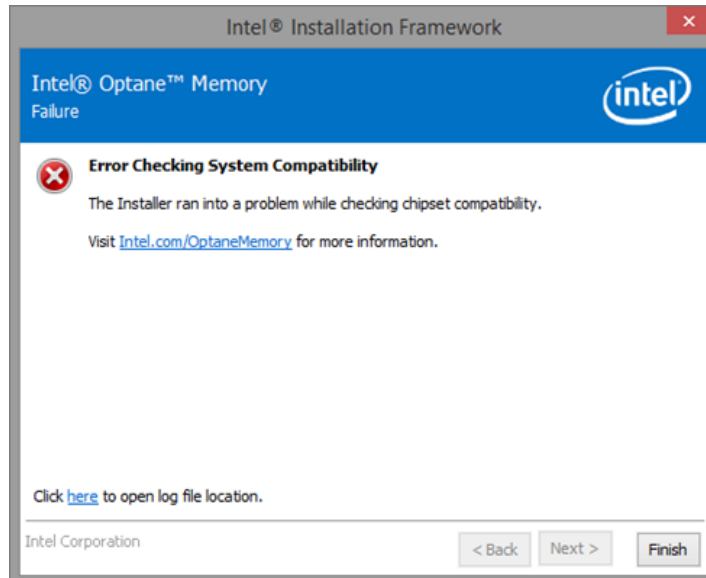 Intel® Installation Framework
Intel® Optane™ Memory
Failure
intel
Error Checking System Compatibility
The Installer ran into a problem while checking chipset compatibility.
Visit Intel.com/OptaneMemory for more information.
Click here to open log file location.
Intel Corporation
< Back Next > Finish